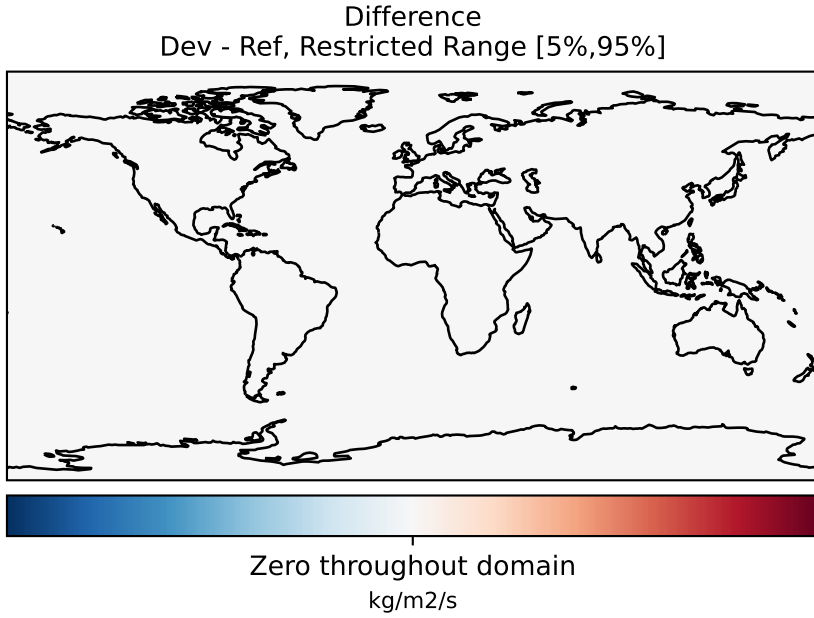 Difference
Dev - Ref, Restricted Range [5%,95%]
Zero throughout domain
kg/m2/s